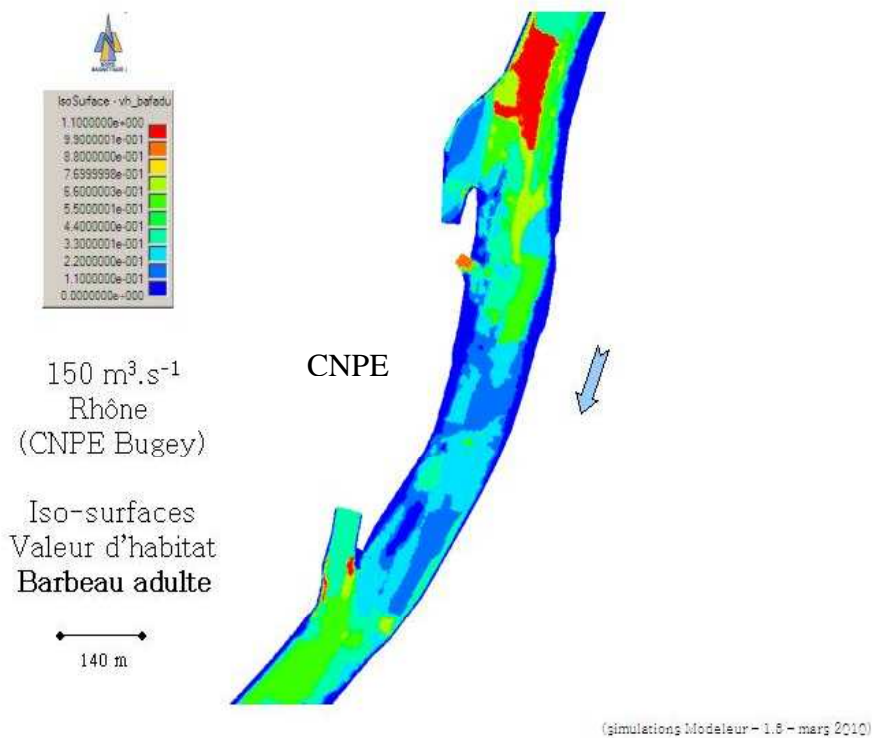 IsoSurface - vh_bafadu
1.1000000e+000
9.9000001e-001
8.8000000e-001
7.6999998e-001
6.6000003e-001
5.5000001e-001
4.4000000e-001
3.3000001e-001
2.2000000e-001
1.1000000e-001
0.0000000e+000
CNPE
150 m³.s⁻¹
Rhône
(CNPE Bugey)
Iso-surfaces
Valeur d'habitat
Barbeau adulte
140 m
(simulations Modeleur – 1.8 – mars 2010)